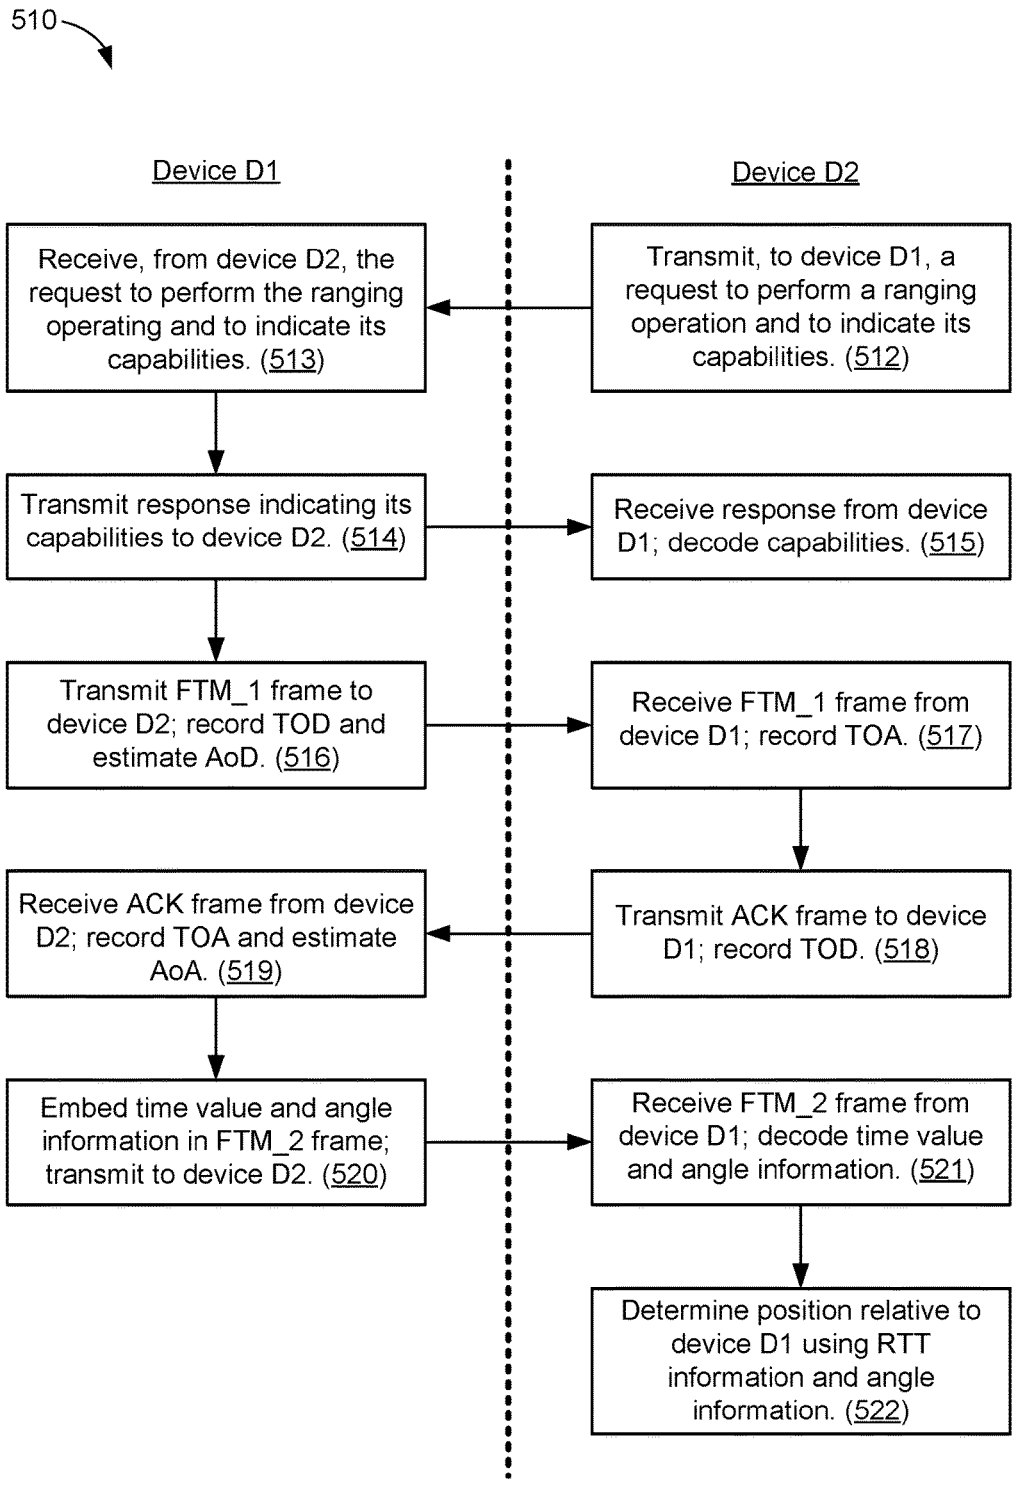 510
Device D1
Device D2
Receive, from device D2, the
request to perform the ranging
operating and to indicate its
capabilities. (513)
Transmit, to device D1, a
request to perform a ranging
operation and to indicate its
capabilities. (512)
Transmit response indicating its
capabilities to device D2. (514)
Receive response from device
D1; decode capabilities. (515)
Transmit FTM_1 frame to
device D2; record TOD and
estimate AoD. (516)
Receive FTM_1 frame from
device D1; record TOA. (517)
Receive ACK frame from device
D2; record TOA and estimate
AoA. (519)
Transmit ACK frame to device
D1; record TOD. (518)
Embed time value and angle
information in FTM_2 frame;
transmit to device D2. (520)
Receive FTM_2 frame from
device D1; decode time value
and angle information. (521)
Determine position relative to
device D1 using RTT
information and angle
information. (522)